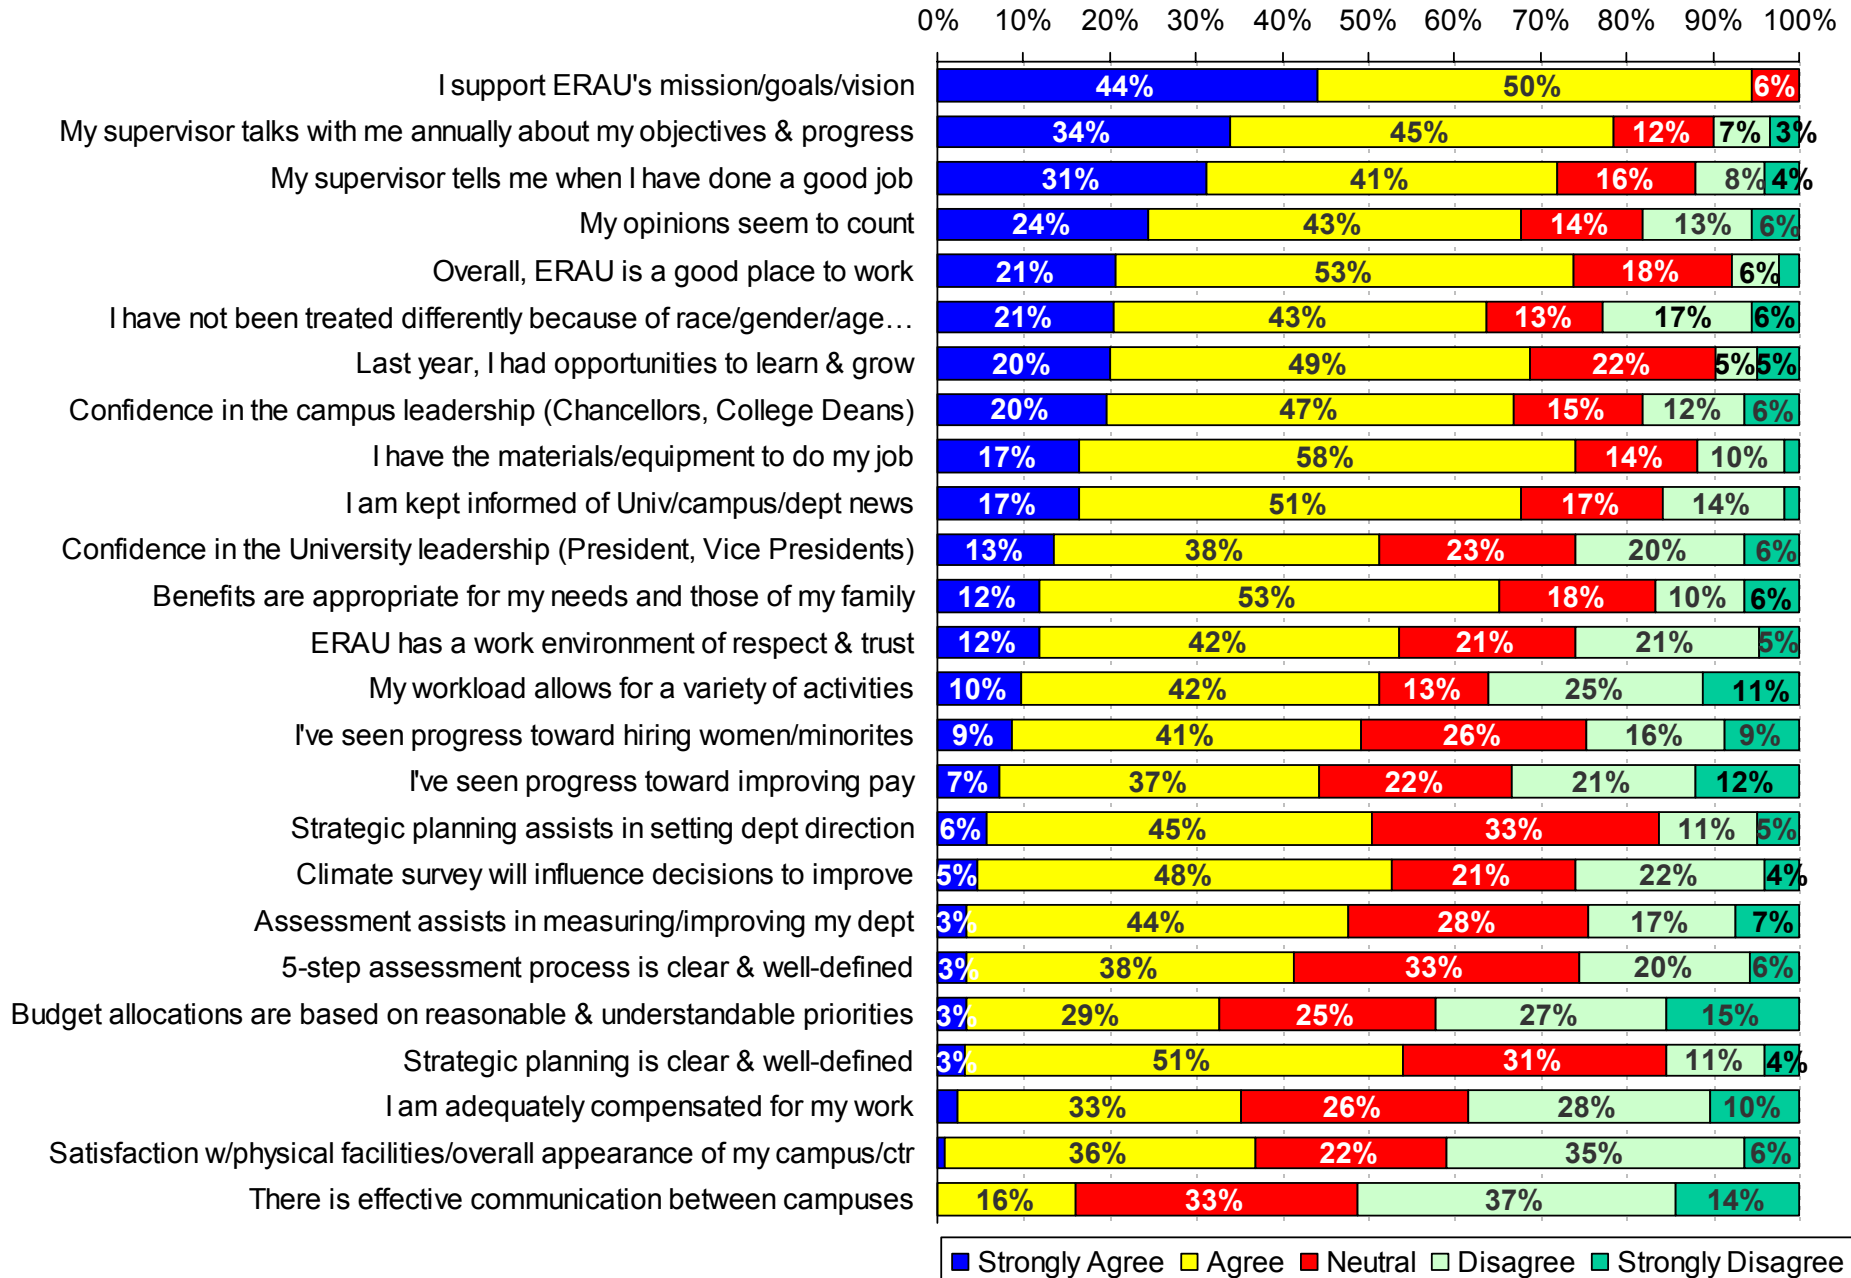 0% 10% 20% 30% 40% 50% 60% 70% 80% 90% 100%
I support ERAU's mission/goals/vision 44% 50% 6%
My supervisor talks with me annually about my objectives & progress 34% 45% 12% 7% 3%
My supervisor tells me when I have done a good job 31% 41% 16% 8% 4%
My opinions seem to count 24% 43% 14% 13% 6%
Overall, ERAU is a good place to work 21% 53% 18% 6%
I have not been treated differently because of race/gender/age… 21% 43% 13% 17% 6%
Last year, I had opportunities to learn & grow 20% 49% 22% 5% 5%
Confidence in the campus leadership (Chancellors, College Deans) 20% 47% 15% 12% 6%
I have the materials/equipment to do my job 17% 58% 14% 10%
I am kept informed of Univ/campus/dept news 17% 51% 17% 14%
Confidence in the University leadership (President, Vice Presidents) 13% 38% 23% 20% 6%
Benefits are appropriate for my needs and those of my family 12% 53% 18% 10% 6%
ERAU has a work environment of respect & trust 12% 42% 21% 21% 5%
My workload allows for a variety of activities 10% 42% 13% 25% 11%
I've seen progress toward hiring women/minorites 9% 41% 26% 16% 9%
I've seen progress toward improving pay 7% 37% 22% 21% 12%
Strategic planning assists in setting dept direction 6% 45% 33% 11% 5%
Climate survey will influence decisions to improve 5% 48% 21% 22% 4%
Assessment assists in measuring/improving my dept 3% 44% 28% 17% 7%
5-step assessment process is clear & well-defined 3% 38% 33% 20% 6%
Budget allocations are based on reasonable & understandable priorities 3% 29% 25% 27% 15%
Strategic planning is clear & well-defined 3% 51% 31% 11% 4%
I am adequately compensated for my work 33% 26% 28% 10%
Satisfaction w/physical facilities/overall appearance of my campus/ctr 36% 22% 35% 6%
There is effective communication between campuses 16% 33% 37% 14%
Strongly Agree Agree Neutral Disagree Strongly Disagree